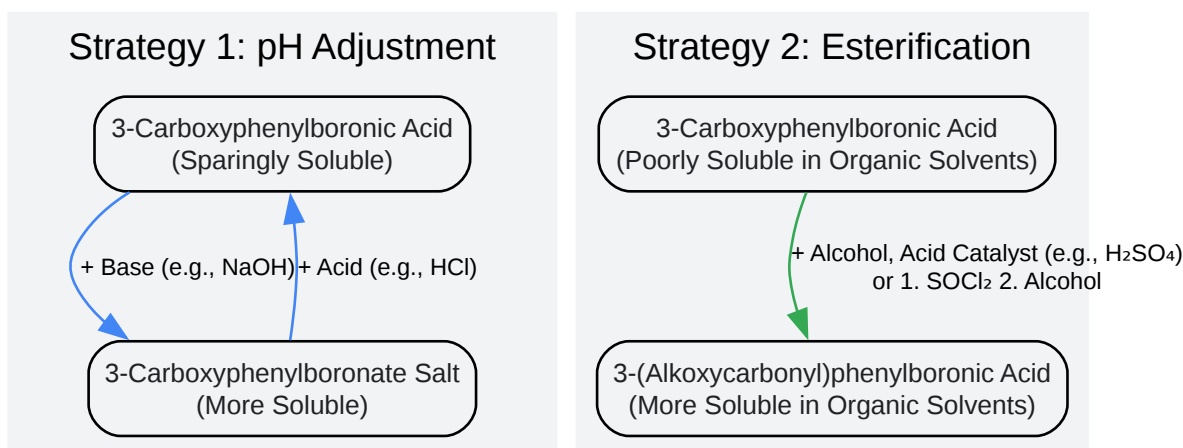 Strategy 1: pH Adjustment
3-Carboxyphenylboronic Acid
(Sparingly Soluble)
+ Base (e.g., NaOH)
+ Acid (e.g., HCl)
3-Carboxyphenylboronate Salt
(More Soluble)
Strategy 2: Esterification
3-Carboxyphenylboronic Acid
(Poorly Soluble in Organic Solvents)
+ Alcohol, Acid Catalyst (e.g., H₂SO₄)
or 1. SOCl₂ 2. Alcohol
3-(Alkoxycarbonyl)phenylboronic Acid
(More Soluble in Organic Solvents)